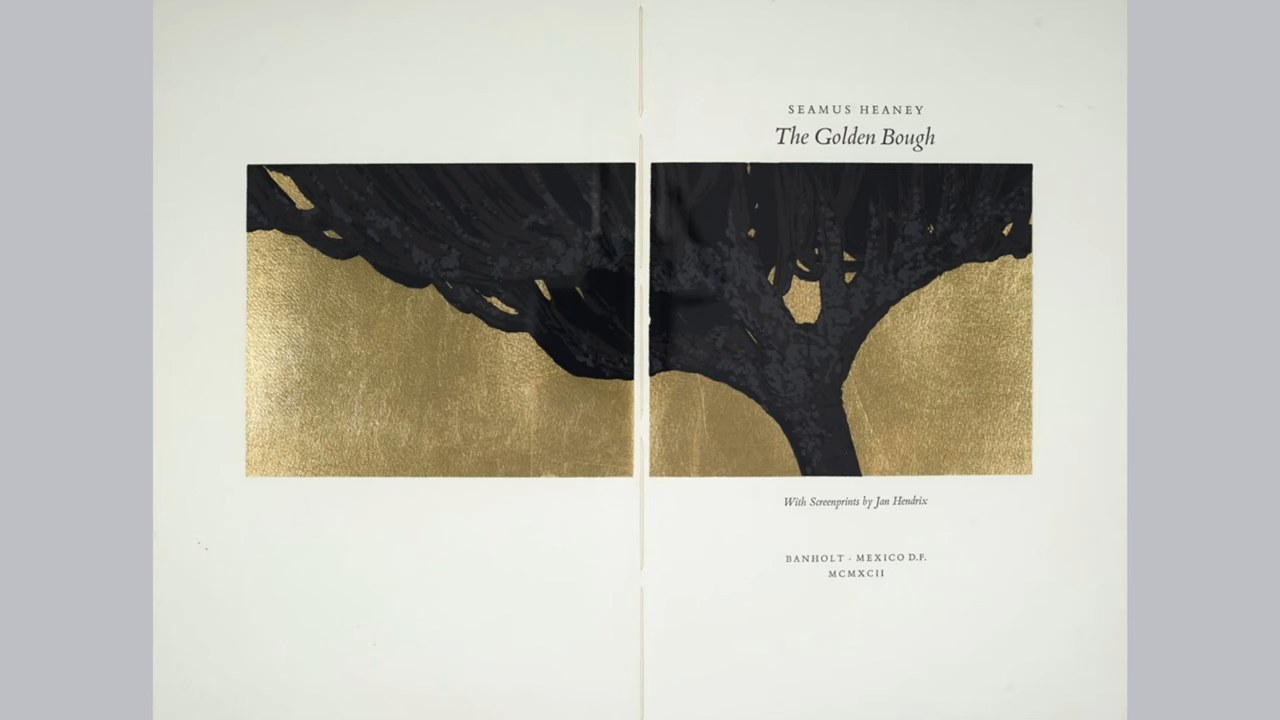 SEAMUS HEANEY
The Golden Bough
With Screenprints by Jan Hendrix
BANHOLT · MEXICO D.F.
MCMXCII